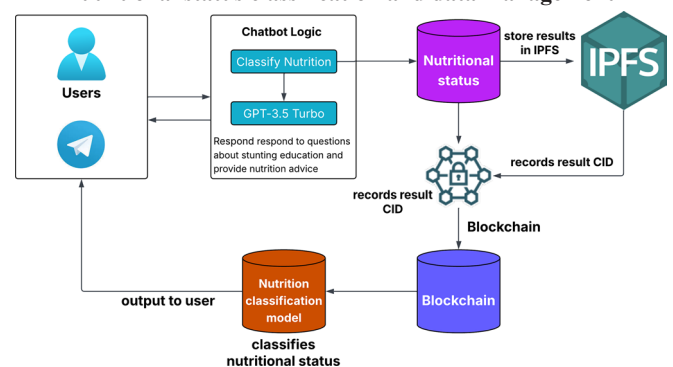 Users
Chatbot Logic
Classify Nutrition
GPT-3.5 Turbo
Respond respond to questions
about stunting education and
provide nutrition advice
Nutritional
status
store results
in IPFS
IPFS
records result CID
records result
CID
Blockchain
Blockchain
Nutrition
classification
model
output to user
classifies
nutritional status